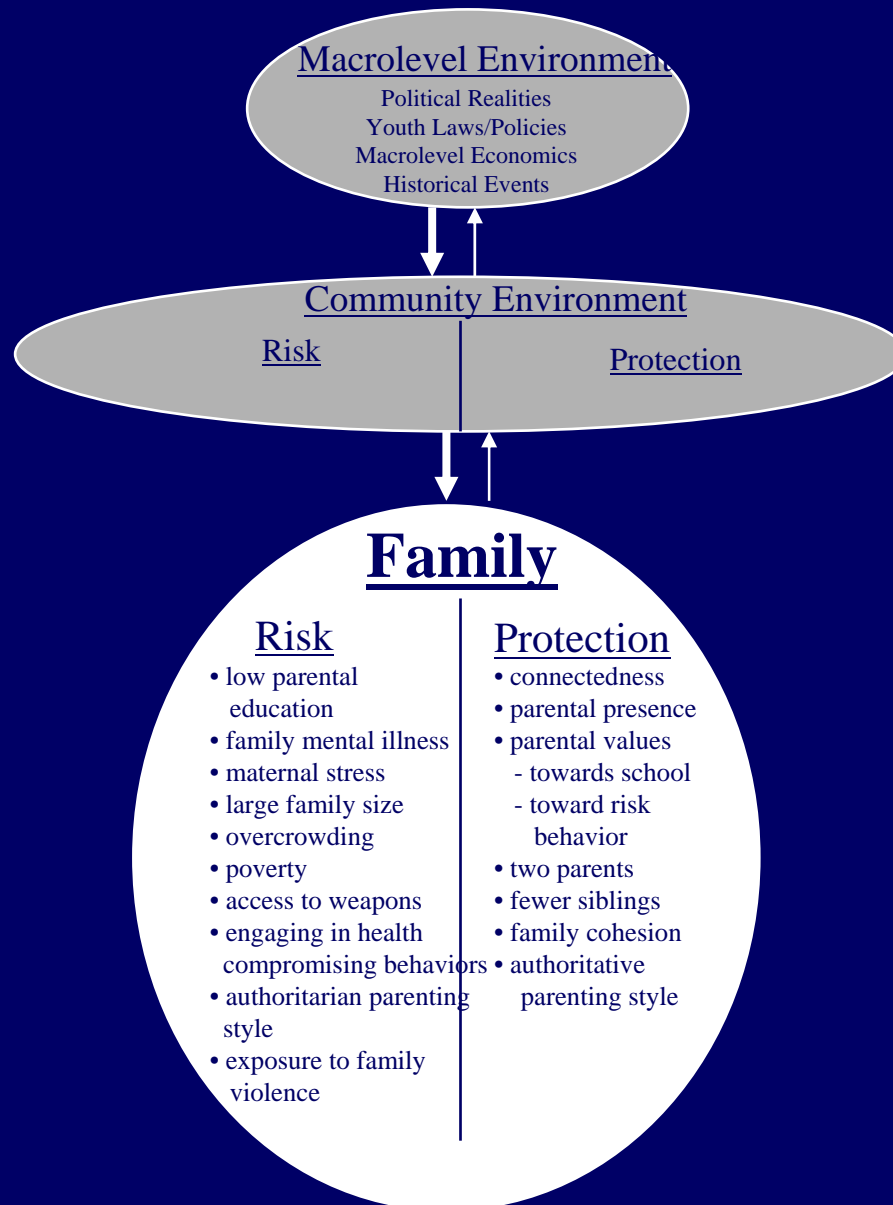 Macrolevel Environment
Political Realities
Youth Laws/Policies
Macrolevel Economics
Historical Events
Community Environment
Risk
Protection
Family
Risk
• low parental
education
• family mental illness
• maternal stress
• large family size
• overcrowding
• poverty
• access to weapons
• engaging in health
compromising behaviors
• authoritarian parenting
style
• exposure to family
violence
Protection
• connectedness
• parental presence
• parental values
- towards school
- toward risk
behavior
• two parents
• fewer siblings
• family cohesion
• authoritative
parenting style